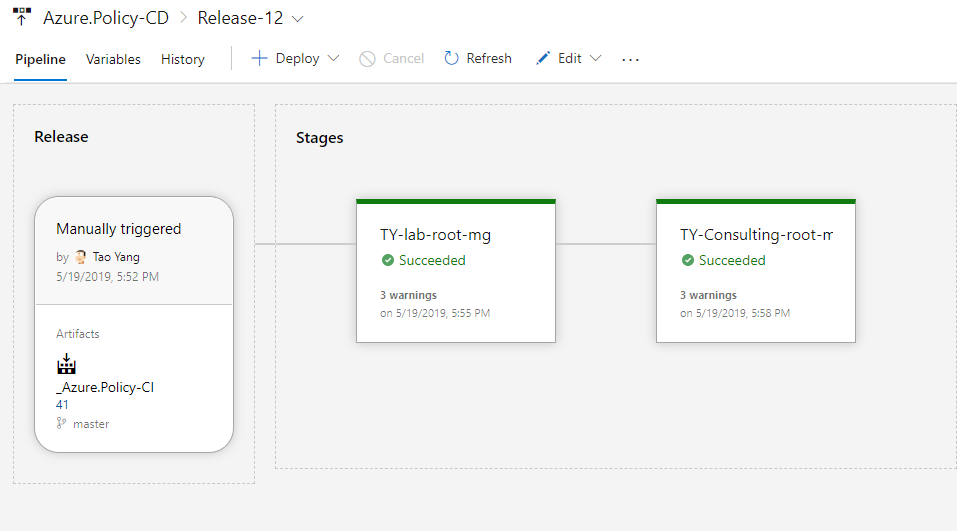 Azure.Policy-CD > Release-12
Pipeline Variables History Deploy Cancel Refresh Edit ...
Release
Stages
Manually triggered
by Tao Yang
5/19/2019, 5:52 PM
Artifacts
_Azure.Policy-CI
41
master
TY-lab-root-mg
Succeeded
3 warnings
on 5/19/2019, 5:55 PM
TY-Consulting-root-m
Succeeded
3 warnings
on 5/19/2019, 5:58 PM